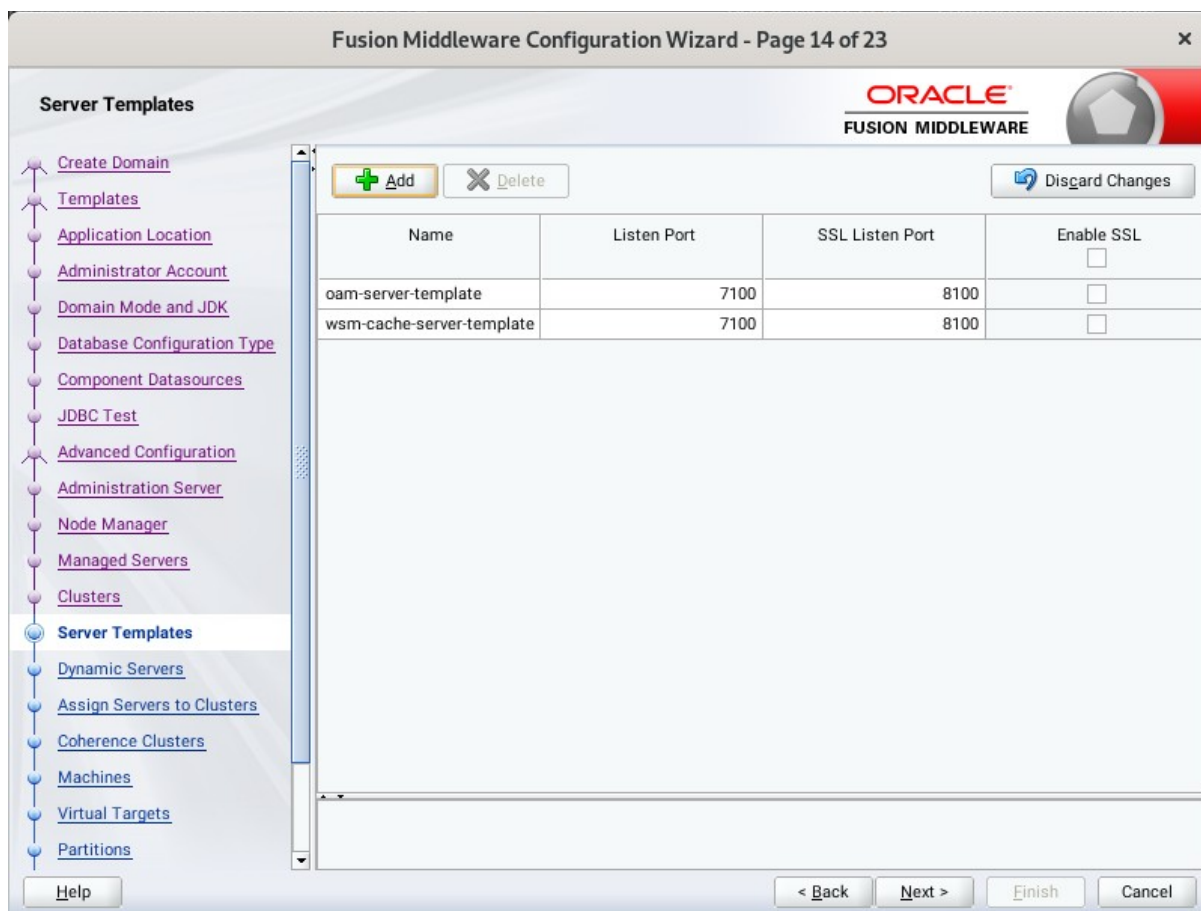 Fusion Middleware Configuration Wizard - Page 14 of 23
×
Server Templates
ORACLE
FUSION MIDDLEWARE
Create Domain
Templates
Application Location
Administrator Account
Domain Mode and JDK
Database Configuration Type
Component Datasources
JDBC Test
Advanced Configuration
Administration Server
Node Manager
Managed Servers
Clusters
Server Templates
Dynamic Servers
Assign Servers to Clusters
Coherence Clusters
Machines
Virtual Targets
Partitions
Add Delete Discard Changes
Name Listen Port SSL Listen Port Enable SSL
oam-server-template 7100 8100
wsm-cache-server-template 7100 8100
Help < Back Next > Finish Cancel